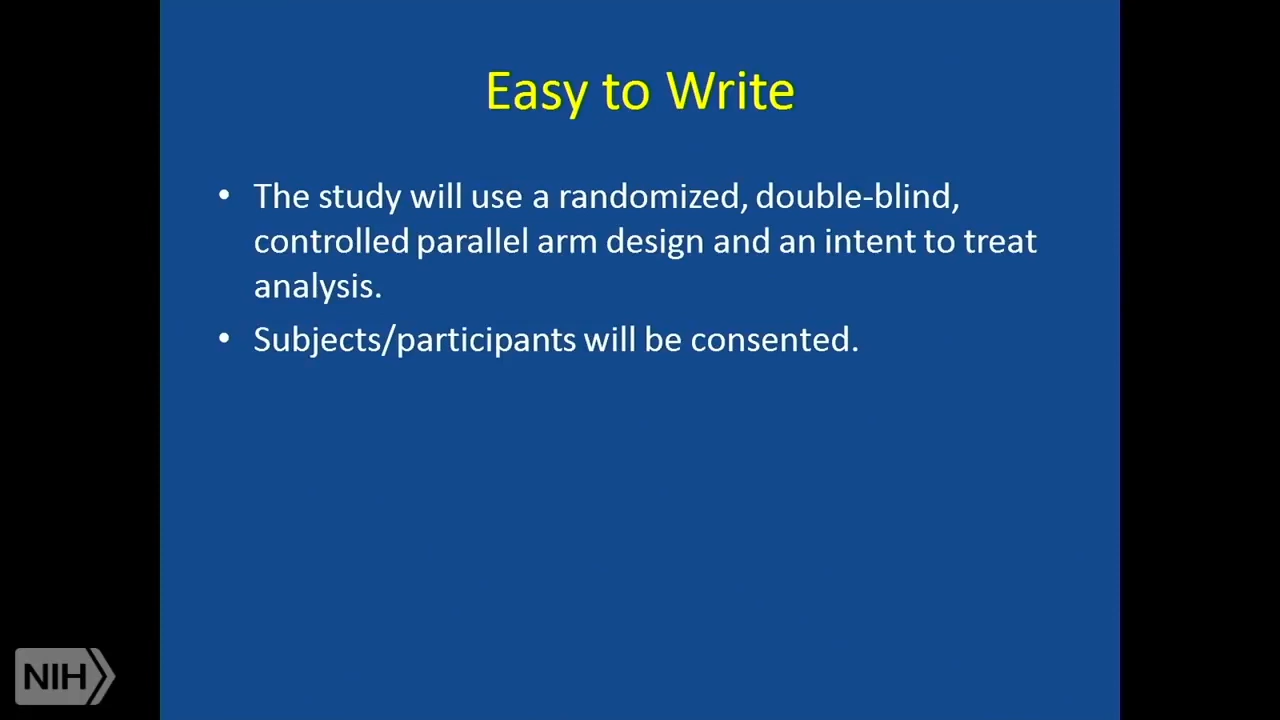 Easy to Write
• The study will use a randomized, double-blind,
controlled parallel arm design and an intent to treat
analysis.
• Subjects/participants will be consented.
NIH